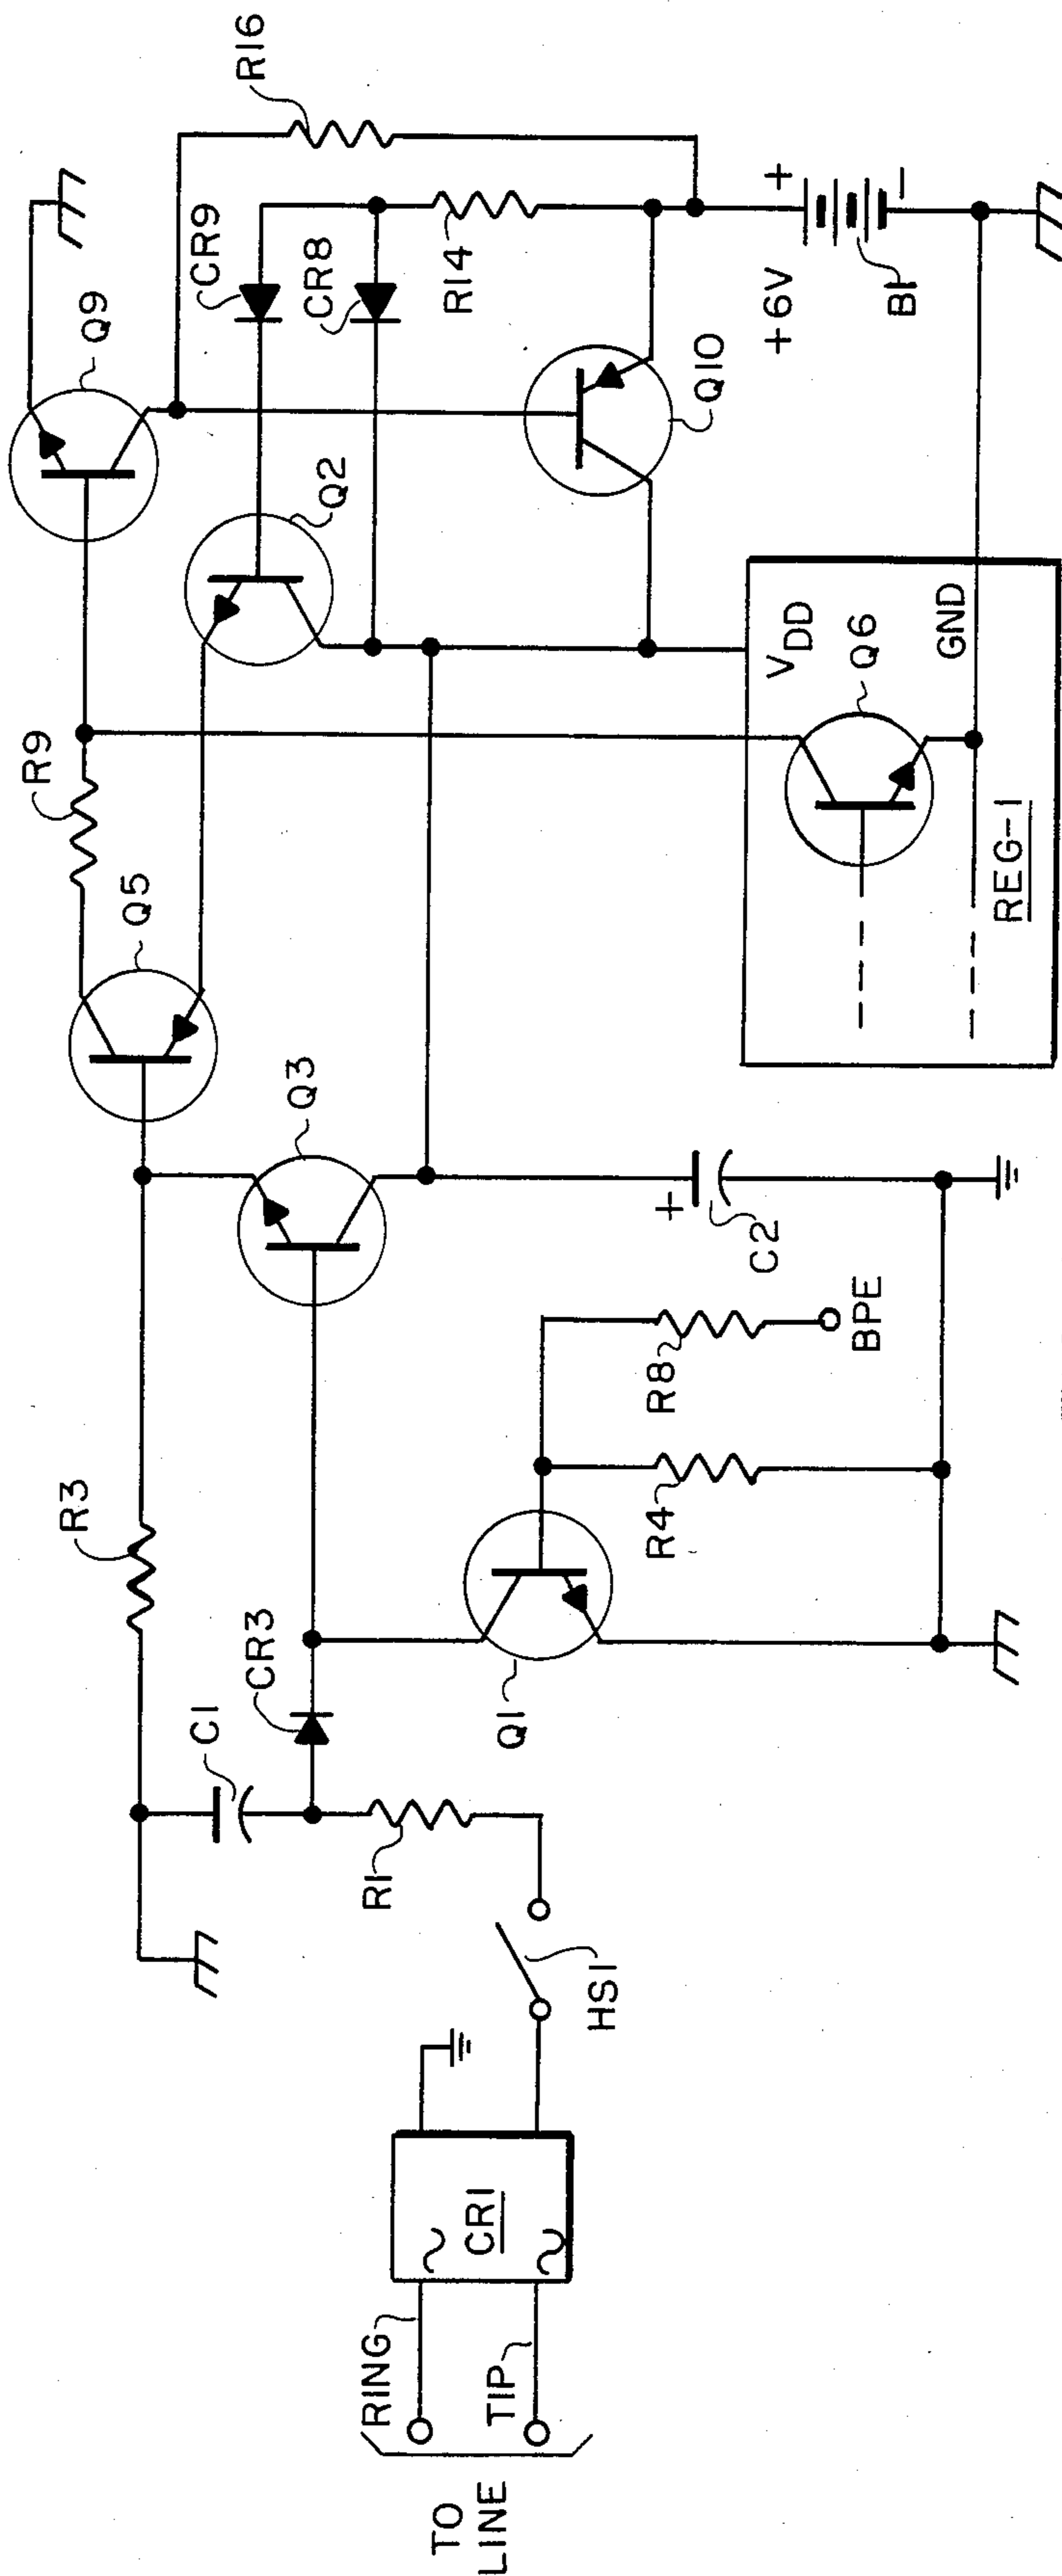 TO
LINE
RING
TIP
CR1
HS1
R1
C1
CR3
R3
Q1
R4
R8
BPE
Q3
+
C2
Q5
R9
Q2
Q9
CR9
CR8
R16
R14
Q10
VDD
Q6
GND
REG-1
+6V
+
−
B1